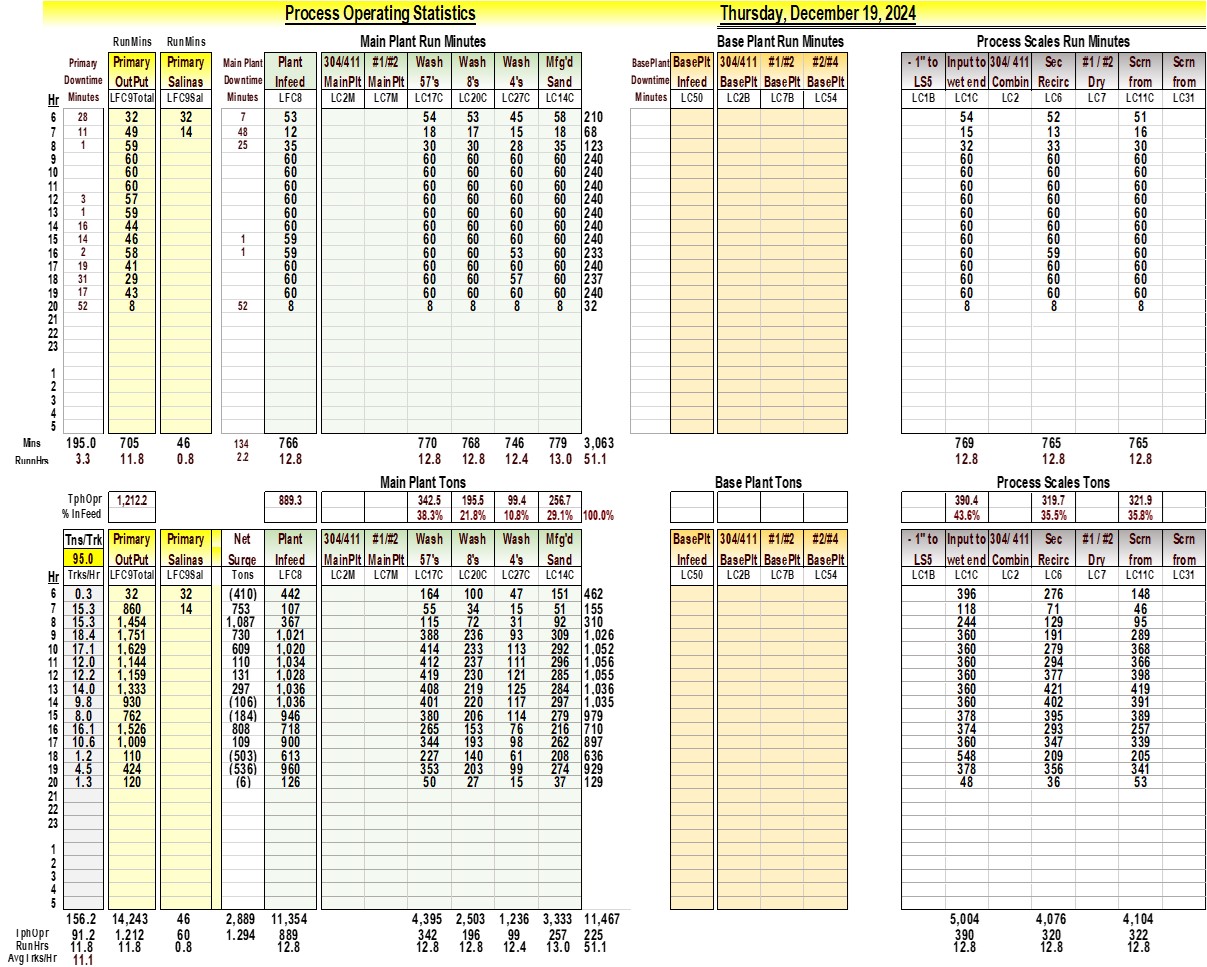 Process Operating Statistics Thursday, December 19, 2024
RunMins RunMins Main Plant Run Minutes Base Plant Run Minutes Process Scales Run Minutes
Primary Primary Primary Main Plant Plant 304/411 #1/#2 Wash Wash Wash Mfg'd BasePlant BasePlt 304/411 #1/#2 #2/#4 - 1" to Input to 304/ 411 Sec #1 / #2 Scrn Scrn
Downtime OutPut Salinas Downtime Infeed MainPlt MainPlt 57's 8's 4's Sand Downtime Infeed BasePlt BasePlt BasePlt LS5 wet end Combin Recirc Dry from from
Hr Minutes LFC9Total LFC9Sal Minutes LFC8 LC2M LC7M LC17C LC20C LC27C LC14C Minutes LC50 LC2B LC7B LC54 LC1B LC1C LC2 LC6 LC7 LC11C LC31
6 28 32 32 7 53 54 53 45 58 210 54 52 51
7 11 49 14 48 12 18 17 15 18 68 15 13 16
8 1 59 25 35 30 30 28 35 123 32 33 30
9 60 60 60 60 60 60 240 60 60 60
10 60 60 60 60 60 60 240 60 60 60
11 60 60 60 60 60 60 240 60 60 60
12 3 57 60 60 60 60 60 240 60 60 60
13 1 59 60 60 60 60 60 240 60 60 60
14 16 44 60 60 60 60 60 240 60 60 60
15 14 46 1 59 60 60 60 60 240 60 60 60
16 2 58 1 59 60 60 53 60 233 60 59 60
17 19 41 60 60 60 60 60 240 60 60 60
18 31 29 60 60 60 57 60 237 60 60 60
19 17 43 60 60 60 60 60 240 60 60 60
20 52 8 52 8 8 8 8 8 32 8 8 8
21
22
23
1
2
3
4
5
Mins 195.0 705 46 134 766 770 768 746 779 3,063 769 765 765
RunnHrs 3.3 11.8 0.8 2.2 12.8 12.8 12.8 12.4 13.0 51.1 12.8 12.8 12.8
Main Plant Tons Base Plant Tons Process Scales Tons
TphOpr 1,212.2 889.3 342.5 195.5 99.4 256.7 390.4 319.7 321.9
% InFeed 38.3% 21.8% 10.8% 29.1% 100.0% 43.6% 35.5% 35.8%
Tns/Trk Primary Primary Net Plant 304/411 #1/#2 Wash Wash Wash Mfg'd BasePlt 304/411 #1/#2 #2/#4 - 1" to Input to 304/ 411 Sec #1 / #2 Scrn Scrn
95.0 OutPut Salinas Surge Infeed MainPlt MainPlt 57's 8's 4's Sand Infeed BasePlt BasePlt BasePlt LS5 wet end Combin Recirc Dry from from
Hr Trks/Hr LFC9Total LFC9Sal Tons LFC8 LC2M LC7M LC17C LC20C LC27C LC14C LC50 LC2B LC7B LC54 LC1B LC1C LC2 LC6 LC7 LC11C LC31
6 0.3 32 32 (410) 442 164 100 47 151 462 396 276 148
7 15.3 860 14 753 107 55 34 15 51 155 118 71 46
8 15.3 1,454 1,087 367 115 72 31 92 310 244 129 95
9 18.4 1,751 730 1,021 388 236 93 309 1,026 360 191 289
10 17.1 1,629 609 1,020 414 233 113 292 1,052 360 279 368
11 12.0 1,144 110 1,034 412 237 111 296 1,056 360 294 366
12 12.2 1,159 131 1,028 419 230 121 285 1,055 360 377 398
13 14.0 1,333 297 1,036 408 219 125 284 1,036 360 421 419
14 9.8 930 (106) 1,036 401 220 117 297 1,035 360 402 391
15 8.0 762 (184) 946 380 206 114 279 979 378 395 389
16 16.1 1,526 808 718 265 153 76 216 710 374 293 257
17 10.6 1,009 109 900 344 193 98 262 897 360 347 339
18 1.2 110 (503) 613 227 140 61 208 636 548 209 205
19 4.5 424 (536) 960 353 203 99 274 929 378 356 341
20 1.3 120 (6) 126 50 27 15 37 129 48 36 53
21
22
23
1
2
3
4
5
156.2 14,243 46 2,889 11,354 4,395 2,503 1,236 3,333 11,467 5,004 4,076 4,104
TphOpr 91.2 1,212 60 1,294 889 342 196 99 257 225 390 320 322
RunHrs 11.8 11.8 0.8 12.8 12.8 12.8 12.4 13.0 51.1 12.8 12.8 12.8
Avg Trks/Hr 11.1